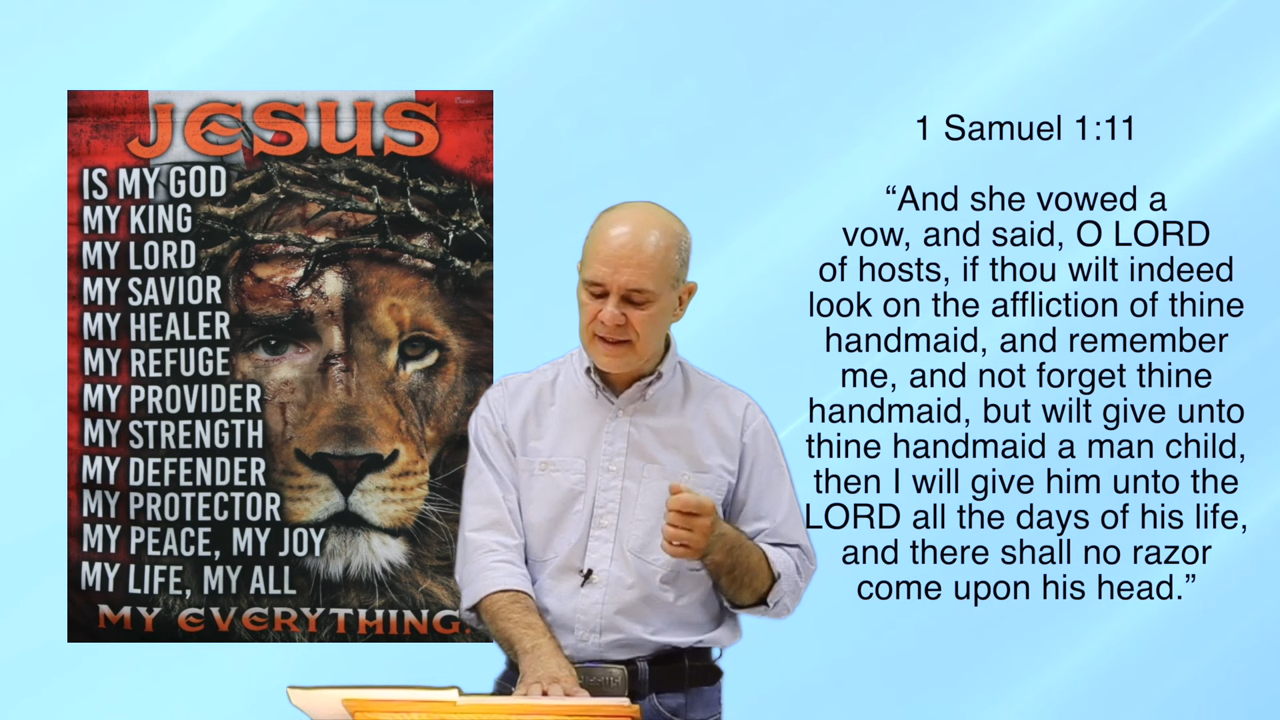 JESUS
IS MY GOD
MY KING
MY LORD
MY SAVIOR
MY HEALER
MY REFUGE
MY PROVIDER
MY STRENGTH
MY DEFENDER
MY PROTECTOR
MY PEACE, MY JOY
MY LIFE, MY ALL
MY EVERYTHING.
JESUS
1 Samuel 1:11
“And she vowed a
vow, and said, O LORD
of hosts, if thou wilt indeed
look on the affliction of thine
handmaid, and remember
me, and not forget thine
handmaid, but wilt give unto
thine handmaid a man child,
then I will give him unto the
LORD all the days of his life,
and there shall no razor
come upon his head.”